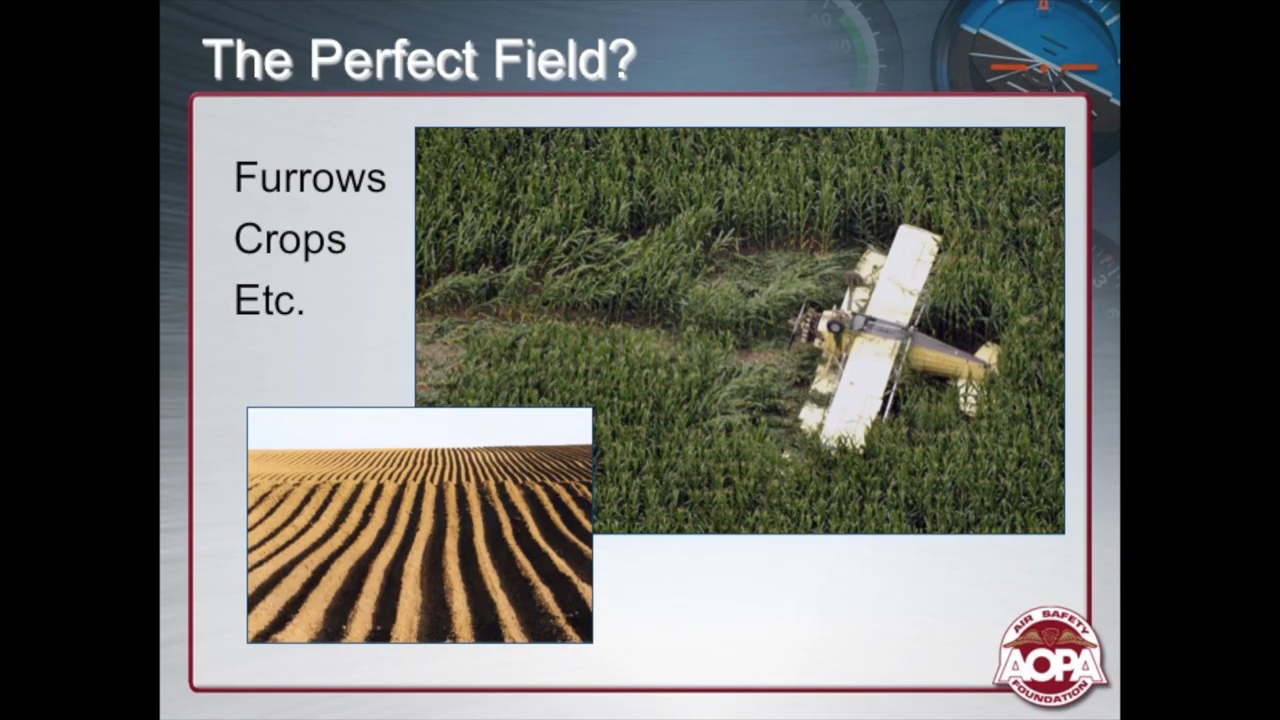 The Perfect Field?
Furrows
Crops
Etc.
AIR SAFETY
AOPA
FOUNDATION